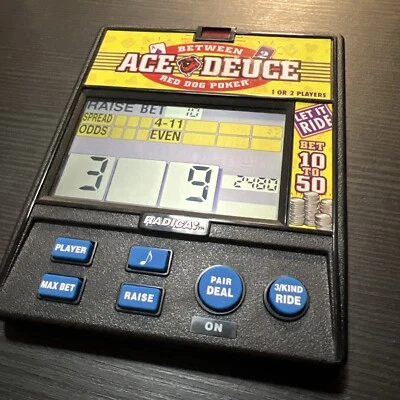 BETWEEN
ACE DEUCE
RED DOG POKER
1 OR 2 PLAYERS
RAISE BET 10
SPREAD 4-11
ODDS EVEN
LET IT
RIDE
BET
10
TO
50
3 9 2480
RADICA
PLAYER
♪
MAX BET
RAISE
PAIR
DEAL
3/KIND
RIDE
ON